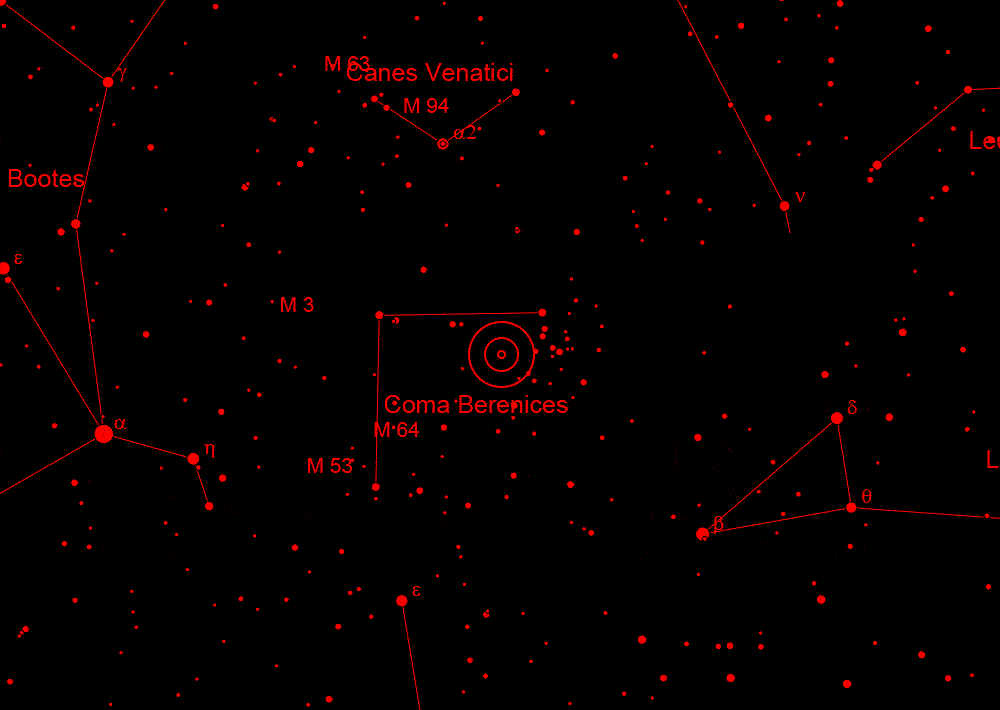 M 63
Canes Venatici
γ
M 94
α2
Leo
Bootes
ν
ε
M 3
Coma Berenices
δ
α
M 64
η
M 53
L
θ
β
ε